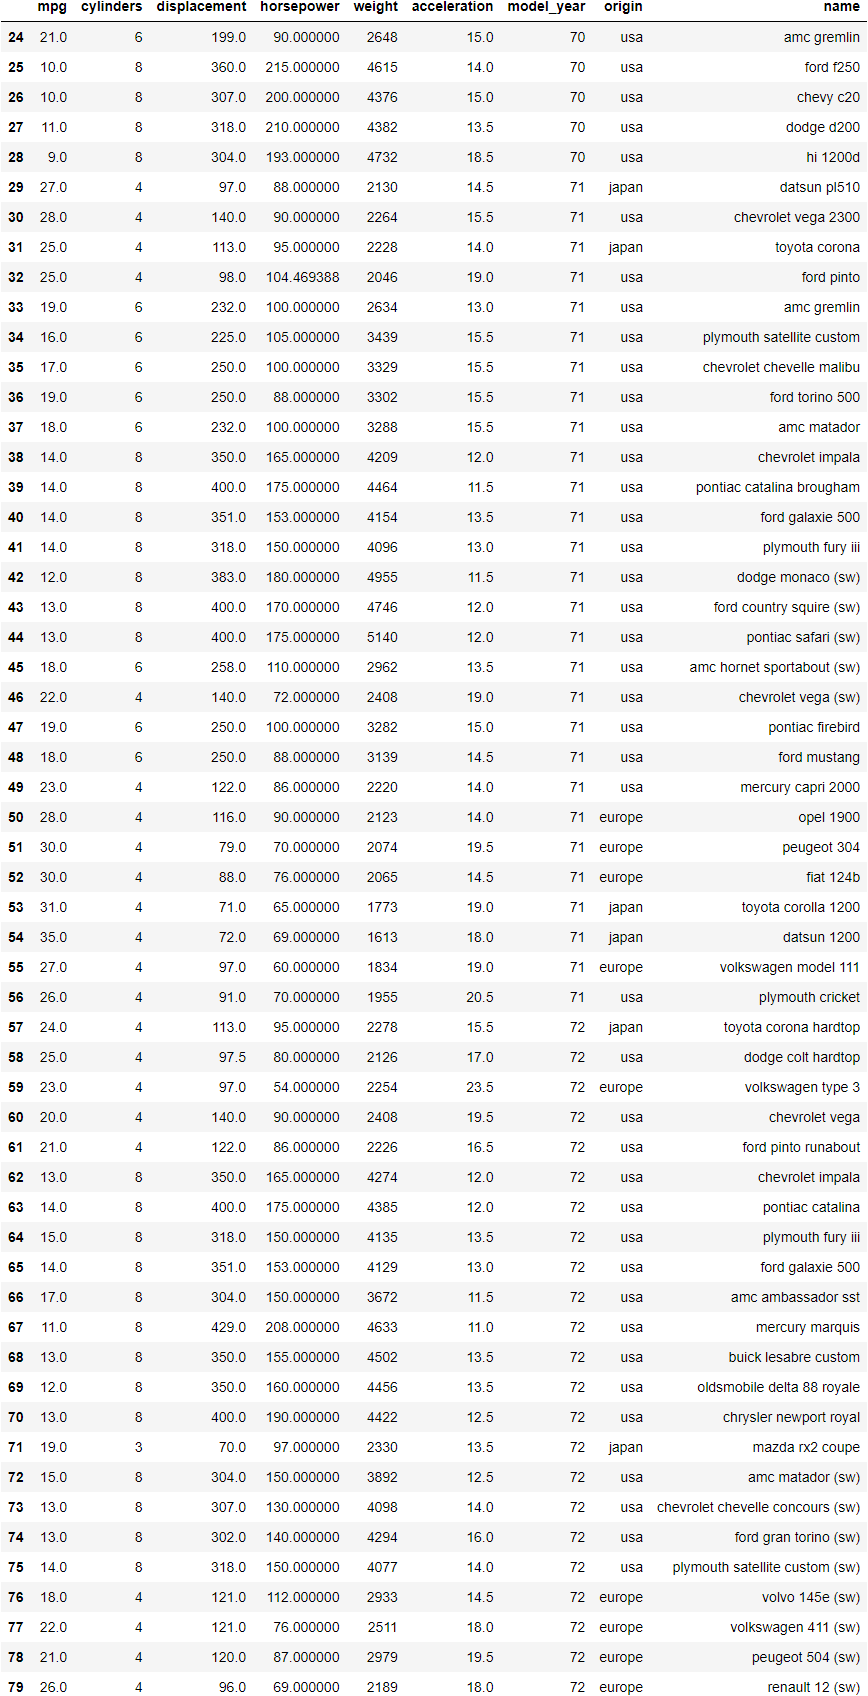 mpg cylinders displacement horsepower weight acceleration model_year origin name
24 21.0 6 199.0 90.000000 2648 15.0 70 usa amc gremlin
25 10.0 8 360.0 215.000000 4615 14.0 70 usa ford f250
26 10.0 8 307.0 200.000000 4376 15.0 70 usa chevy c20
27 11.0 8 318.0 210.000000 4382 13.5 70 usa dodge d200
28 9.0 8 304.0 193.000000 4732 18.5 70 usa hi 1200d
29 27.0 4 97.0 88.000000 2130 14.5 71 japan datsun pl510
30 28.0 4 140.0 90.000000 2264 15.5 71 usa chevrolet vega 2300
31 25.0 4 113.0 95.000000 2228 14.0 71 japan toyota corona
32 25.0 4 98.0 104.469388 2046 19.0 71 usa ford pinto
33 19.0 6 232.0 100.000000 2634 13.0 71 usa amc gremlin
34 16.0 6 225.0 105.000000 3439 15.5 71 usa plymouth satellite custom
35 17.0 6 250.0 100.000000 3329 15.5 71 usa chevrolet chevelle malibu
36 19.0 6 250.0 88.000000 3302 15.5 71 usa ford torino 500
37 18.0 6 232.0 100.000000 3288 15.5 71 usa amc matador
38 14.0 8 350.0 165.000000 4209 12.0 71 usa chevrolet impala
39 14.0 8 400.0 175.000000 4464 11.5 71 usa pontiac catalina brougham
40 14.0 8 351.0 153.000000 4154 13.5 71 usa ford galaxie 500
41 14.0 8 318.0 150.000000 4096 13.0 71 usa plymouth fury iii
42 12.0 8 383.0 180.000000 4955 11.5 71 usa dodge monaco (sw)
43 13.0 8 400.0 170.000000 4746 12.0 71 usa ford country squire (sw)
44 13.0 8 400.0 175.000000 5140 12.0 71 usa pontiac safari (sw)
45 18.0 6 258.0 110.000000 2962 13.5 71 usa amc hornet sportabout (sw)
46 22.0 4 140.0 72.000000 2408 19.0 71 usa chevrolet vega (sw)
47 19.0 6 250.0 100.000000 3282 15.0 71 usa pontiac firebird
48 18.0 6 250.0 88.000000 3139 14.5 71 usa ford mustang
49 23.0 4 122.0 86.000000 2220 14.0 71 usa mercury capri 2000
50 28.0 4 116.0 90.000000 2123 14.0 71 europe opel 1900
51 30.0 4 79.0 70.000000 2074 19.5 71 europe peugeot 304
52 30.0 4 88.0 76.000000 2065 14.5 71 europe fiat 124b
53 31.0 4 71.0 65.000000 1773 19.0 71 japan toyota corolla 1200
54 35.0 4 72.0 69.000000 1613 18.0 71 japan datsun 1200
55 27.0 4 97.0 60.000000 1834 19.0 71 europe volkswagen model 111
56 26.0 4 91.0 70.000000 1955 20.5 71 usa plymouth cricket
57 24.0 4 113.0 95.000000 2278 15.5 72 japan toyota corona hardtop
58 25.0 4 97.5 80.000000 2126 17.0 72 usa dodge colt hardtop
59 23.0 4 97.0 54.000000 2254 23.5 72 europe volkswagen type 3
60 20.0 4 140.0 90.000000 2408 19.5 72 usa chevrolet vega
61 21.0 4 122.0 86.000000 2226 16.5 72 usa ford pinto runabout
62 13.0 8 350.0 165.000000 4274 12.0 72 usa chevrolet impala
63 14.0 8 400.0 175.000000 4385 12.0 72 usa pontiac catalina
64 15.0 8 318.0 150.000000 4135 13.5 72 usa plymouth fury iii
65 14.0 8 351.0 153.000000 4129 13.0 72 usa ford galaxie 500
66 17.0 8 304.0 150.000000 3672 11.5 72 usa amc ambassador sst
67 11.0 8 429.0 208.000000 4633 11.0 72 usa mercury marquis
68 13.0 8 350.0 155.000000 4502 13.5 72 usa buick lesabre custom
69 12.0 8 350.0 160.000000 4456 13.5 72 usa oldsmobile delta 88 royale
70 13.0 8 400.0 190.000000 4422 12.5 72 usa chrysler newport royal
71 19.0 3 70.0 97.000000 2330 13.5 72 japan mazda rx2 coupe
72 15.0 8 304.0 150.000000 3892 12.5 72 usa amc matador (sw)
73 13.0 8 307.0 130.000000 4098 14.0 72 usa chevrolet chevelle concours (sw)
74 13.0 8 302.0 140.000000 4294 16.0 72 usa ford gran torino (sw)
75 14.0 8 318.0 150.000000 4077 14.0 72 usa plymouth satellite custom (sw)
76 18.0 4 121.0 112.000000 2933 14.5 72 europe volvo 145e (sw)
77 22.0 4 121.0 76.000000 2511 18.0 72 europe volkswagen 411 (sw)
78 21.0 4 120.0 87.000000 2979 19.5 72 europe peugeot 504 (sw)
79 26.0 4 96.0 69.000000 2189 18.0 72 europe renault 12 (sw)